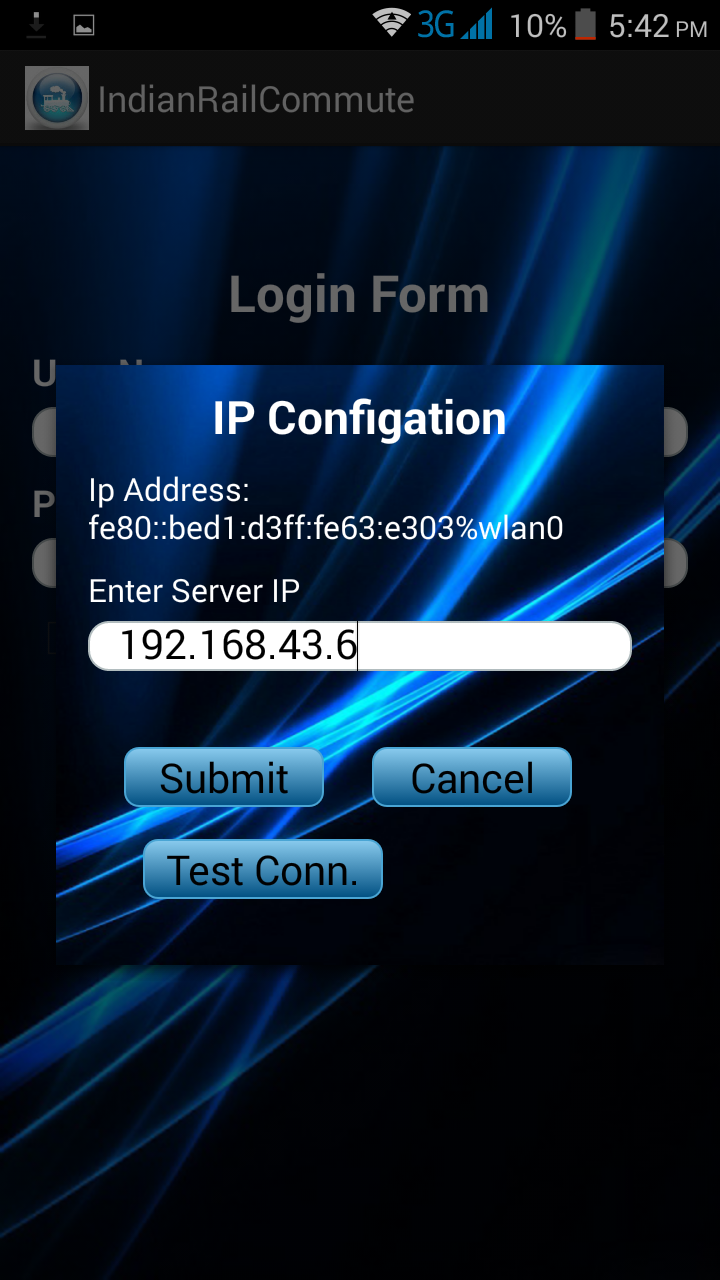 3G 10% 5:42 PM
IndianRailCommute
Login Form
IP Configation
Ip Address:
fe80::bed1:d3ff:fe63:e303%wlan0
Enter Server IP
192.168.43.6
Submit Cancel
Test Conn.